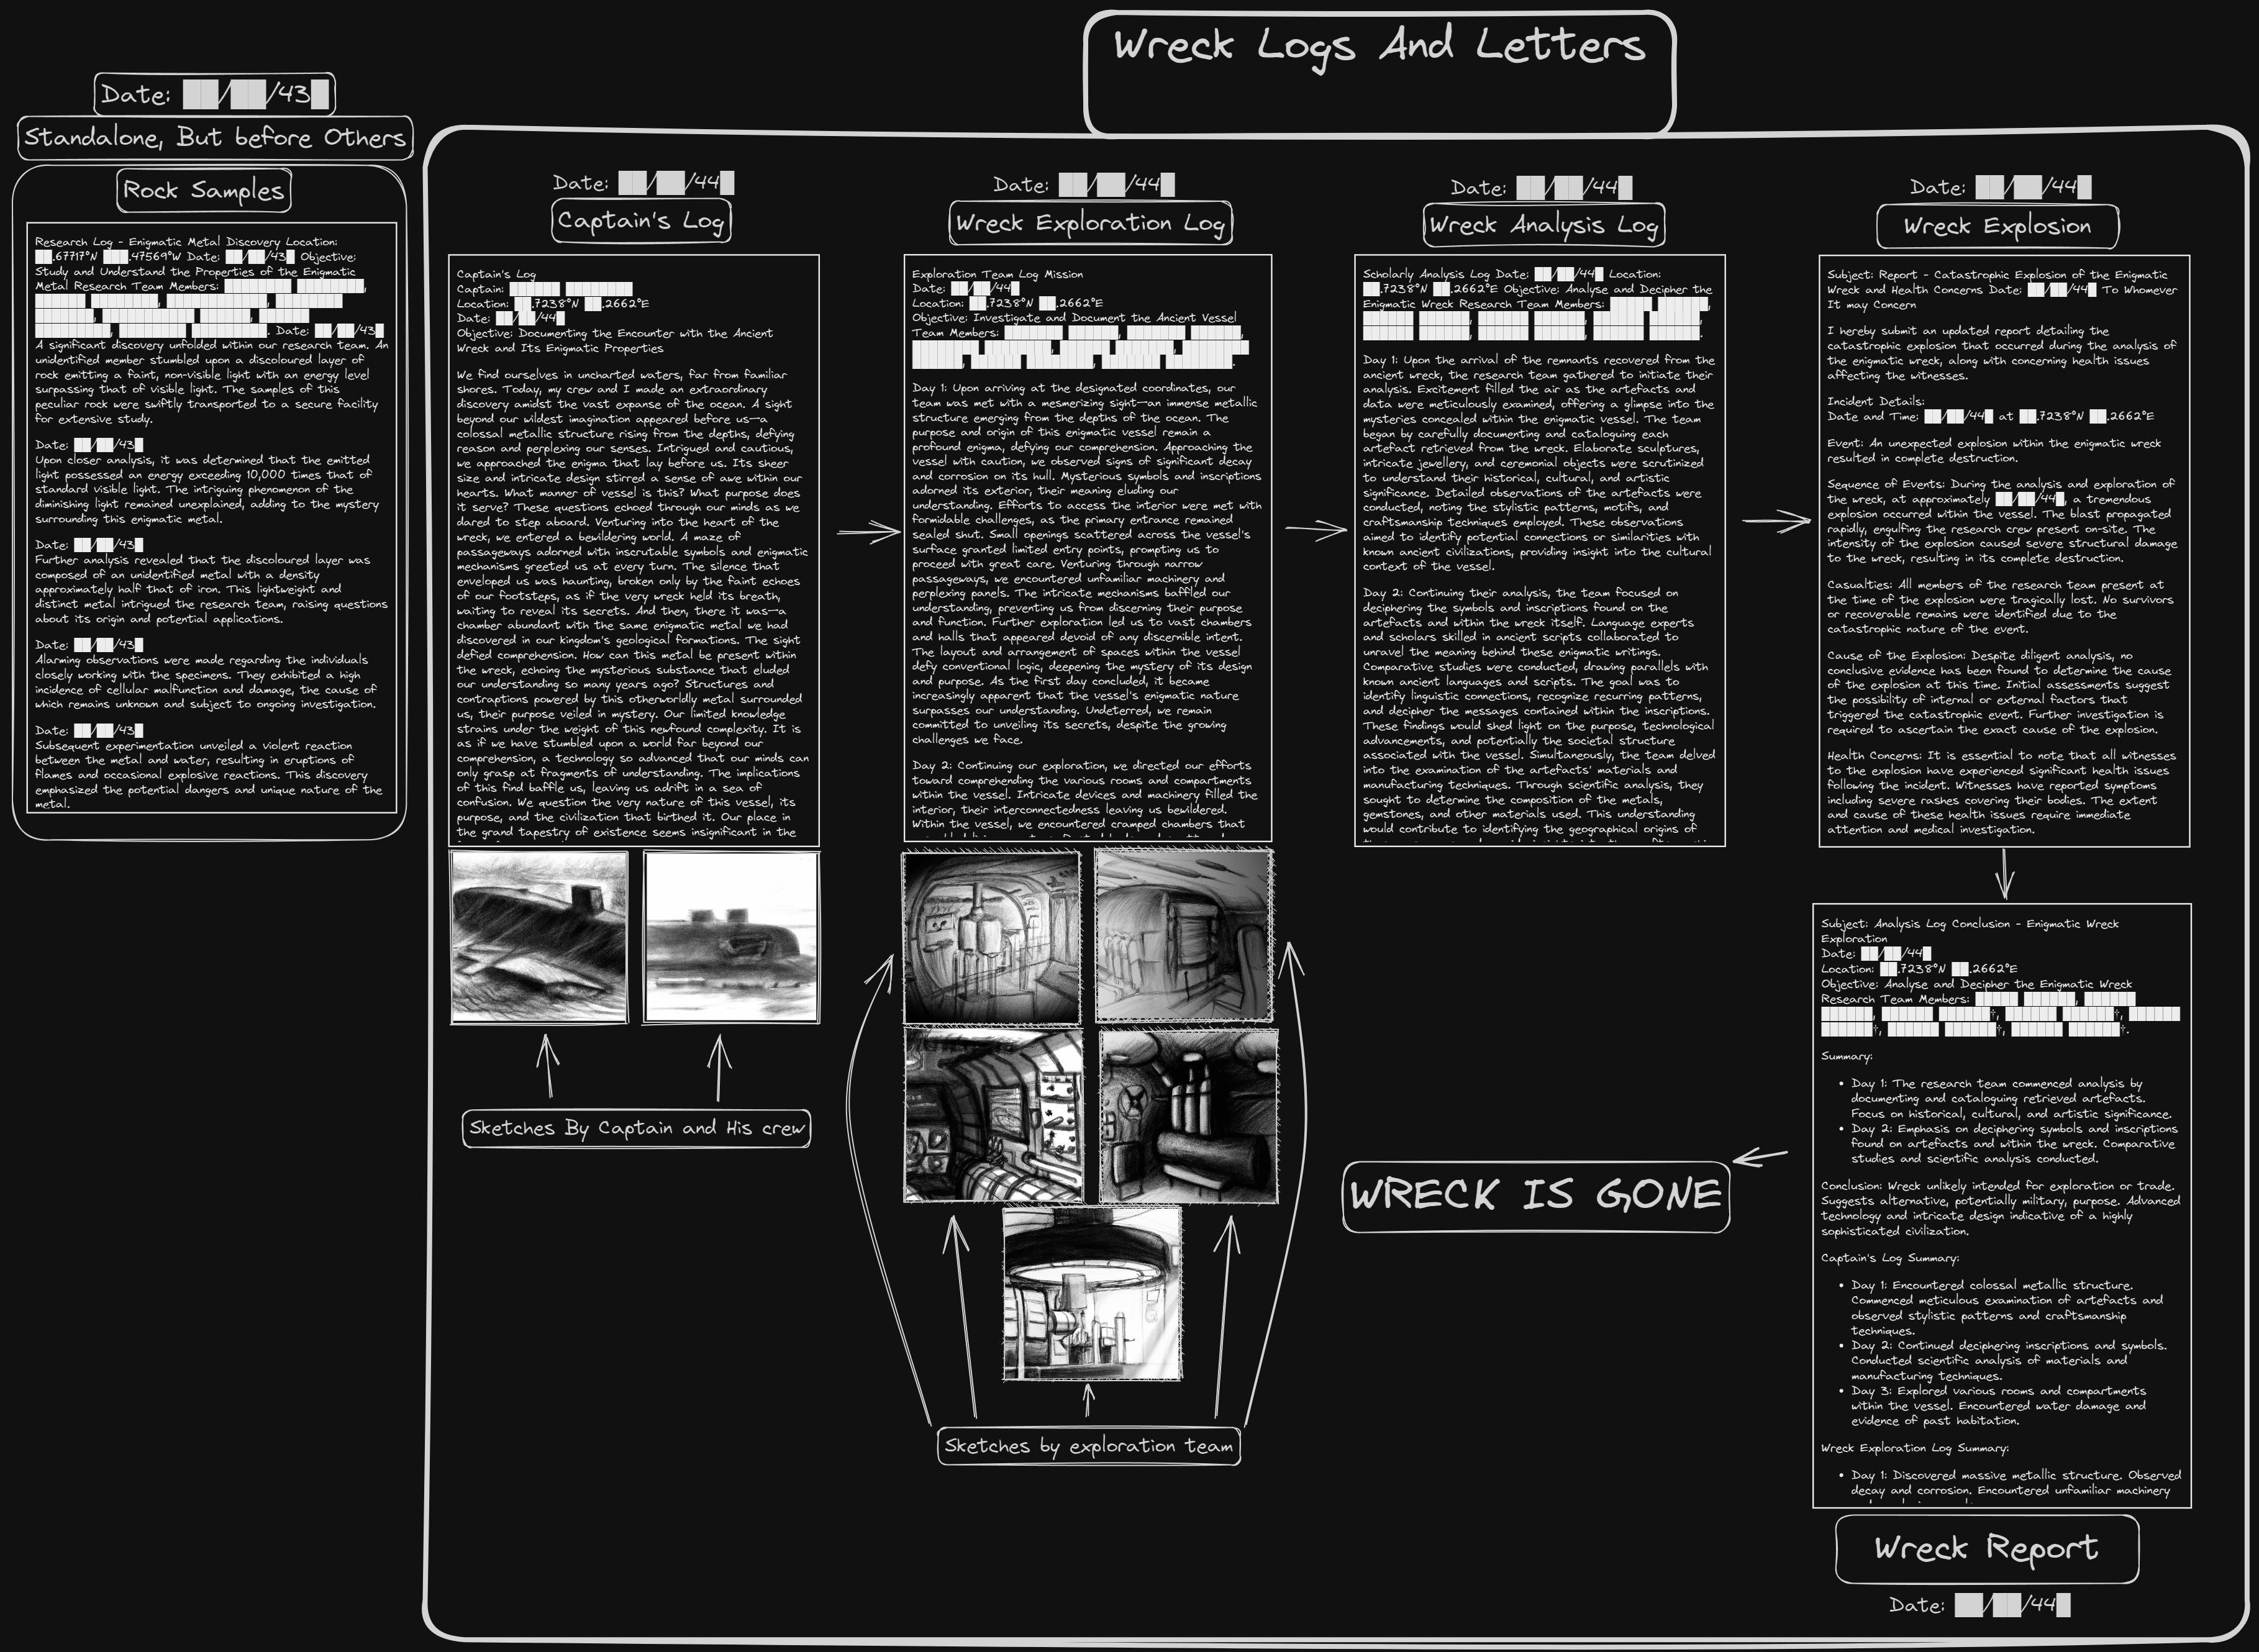 Wreck Logs And Letters
Date: ██/██/43█
Standalone, But before Others
Rock Samples
Research Log - Enigmatic Metal Discovery Location:
██.67717°N ███.47569°W Date: ██/██/43█ Objective:
Study and Understand the Properties of the Enigmatic
Metal Research Team Members: ████████ ████████,
██████ ████████, ████████████, ████████
███████, ███████████ ██████, ██████
█████████, ████████ █████████. Date: ██/██/43█
A significant discovery unfolded within our research team. An
unidentified member stumbled upon a discoloured layer of
rock emitting a faint, non-visible light with an energy level
surpassing that of visible light. The samples of this
peculiar rock were swiftly transported to a secure facility
for extensive study.
Date: ██/██/43█
Upon closer analysis, it was determined that the emitted
light possessed an energy exceeding 10,000 times that of
standard visible light. The intriguing phenomenon of the
diminishing light remained unexplained, adding to the mystery
surrounding this enigmatic metal.
Date: ██/██/43█
Further analysis revealed that the discoloured layer was
composed of an unidentified metal with a density
approximately half that of iron. This lightweight and
distinct metal intrigued the research team, raising questions
about its origin and potential applications.
Date: ██/██/43█
Alarming observations were made regarding the individuals
closely working with the specimens. They exhibited a high
incidence of cellular malfunction and damage, the cause of
which remains unknown and subject to ongoing investigation.
Date: ██/██/43█
Subsequent experimentation unveiled a violent reaction
between the metal and water, resulting in eruptions of
flames and occasional explosive reactions. This discovery
emphasized the potential dangers and unique nature of the
metal.
Date: ██/██/44█
Captain's Log
Captain's Log
Captain: ██████ ████████
Location: ██.7238°N ██.2662°E
Date: ██/██/44█
Objective: Documenting the Encounter with the Ancient
Wreck and Its Enigmatic Properties
We find ourselves in uncharted waters, far from familiar
shores. Today, my crew and I made an extraordinary
discovery amidst the vast expanse of the ocean. A sight
beyond our wildest imagination appeared before us—a
colossal metallic structure rising from the depths, defying
reason and perplexing our senses. Intrigued and cautious,
we approached the enigma that lay before us. Its sheer
size and intricate design stirred a sense of awe within our
hearts. What manner of vessel is this? What purpose does
it serve? These questions echoed through our minds as we
dared to step aboard. Venturing into the heart of the
wreck, we entered a bewildering world. A maze of
passageways adorned with inscrutable symbols and enigmatic
mechanisms greeted us at every turn. The silence that
enveloped us was haunting, broken only by the faint echoes
of our footsteps, as if the very wreck held its breath,
waiting to reveal its secrets. And then, there it was—a
chamber abundant with the same enigmatic metal we had
discovered in our kingdom's geological formations. The sight
defied comprehension. How can this metal be present within
the wreck, echoing the mysterious substance that eluded
our understanding so many years ago? Structures and
contraptions powered by this otherworldly metal surrounded
us, their purpose veiled in mystery. Our limited knowledge
strains under the weight of this newfound complexity. It is
as if we have stumbled upon a world far beyond our
comprehension, a technology so advanced that our minds can
only grasp at fragments of understanding. The implications
of this find baffle us, leaving us adrift in a sea of
confusion. We question the very nature of this vessel, its
purpose, and the civilization that birthed it. Our place in
the grand tapestry of existence seems insignificant in the
Sketches By Captain and His crew
Date: ██/██/44█
Wreck Exploration Log
Exploration Team Log Mission
Date: ██/██/44█
Location: ██.7238°N ██.2662°E
Objective: Investigate and Document the Ancient Vessel
Team Members: ███████ ██████, ███████ ██████,
████████ ████████, ██████ ███████, ████████
██████, ██████ ████████, ███████ ████████.
Day 1: Upon arriving at the designated coordinates, our
team was met with a mesmerizing sight—an immense metallic
structure emerging from the depths of the ocean. The
purpose and origin of this enigmatic vessel remain a
profound enigma, defying our comprehension. Approaching the
vessel with caution, we observed signs of significant decay
and corrosion on its hull. Mysterious symbols and inscriptions
adorned its exterior, their meaning eluding our
understanding. Efforts to access the interior were met with
formidable challenges, as the primary entrance remained
sealed shut. Small openings scattered across the vessel's
surface granted limited entry points, prompting us to
proceed with great care. Venturing through narrow
passageways, we encountered unfamiliar machinery and
perplexing panels. The intricate mechanisms baffled our
understanding, preventing us from discerning their purpose
and function. Further exploration led us to vast chambers
and halls that appeared devoid of any discernible intent.
The layout and arrangement of spaces within the vessel
defy conventional logic, deepening the mystery of its design
and purpose. As the first day concluded, it became
increasingly apparent that the vessel's enigmatic nature
surpasses our understanding. Undeterred, we remain
committed to unveiling its secrets, despite the growing
challenges we face.
Day 2: Continuing our exploration, we directed our efforts
toward comprehending the various rooms and compartments
within the vessel. Intricate devices and machinery filled the
interior, their interconnectedness leaving us bewildered.
Within the vessel, we encountered cramped chambers that
Sketches by exploration team
Date: ██/██/44█
Wreck Analysis Log
Scholarly Analysis Log Date: ██/██/44█ Location:
██.7238°N ██.2662°E Objective: Analyse and Decipher the
Enigmatic Wreck Research Team Members: █████ ██████,
██████ ██████, ██████ ██████, ██████ ██████,
██████ ██████, ██████ ██████, ██████ ██████.
Day 1: Upon the arrival of the remnants recovered from the
ancient wreck, the research team gathered to initiate their
analysis. Excitement filled the air as the artefacts and
data were meticulously examined, offering a glimpse into the
mysteries concealed within the enigmatic vessel. The team
began by carefully documenting and cataloguing each
artefact retrieved from the wreck. Elaborate sculptures,
intricate jewellery, and ceremonial objects were scrutinized
to understand their historical, cultural, and artistic
significance. Detailed observations of the artefacts were
conducted, noting the stylistic patterns, motifs, and
craftsmanship techniques employed. These observations
aimed to identify potential connections or similarities with
known ancient civilizations, providing insight into the cultural
context of the vessel.
Day 2: Continuing their analysis, the team focused on
deciphering the symbols and inscriptions found on the
artefacts and within the wreck itself. Language experts
and scholars skilled in ancient scripts collaborated to
unravel the meaning behind these enigmatic writings.
Comparative studies were conducted, drawing parallels with
known ancient languages and scripts. The goal was to
identify linguistic connections, recognize recurring patterns,
and decipher the messages contained within the inscriptions.
These findings would shed light on the purpose, technological
advancements, and potentially the societal structure
associated with the vessel. Simultaneously, the team delved
into the examination of the artefacts' materials and
manufacturing techniques. Through scientific analysis, they
sought to determine the composition of the metals,
gemstones, and other materials used. This understanding
would contribute to identifying the geographical origins of
Date: ██/██/44█
Wreck Explosion
Subject: Report - Catastrophic Explosion of the Enigmatic
Wreck and Health Concerns Date: ██/██/44█ To Whomever
It may Concern
I hereby submit an updated report detailing the
catastrophic explosion that occurred during the analysis of
the enigmatic wreck, along with concerning health issues
affecting the witnesses.
Incident Details:
Date and Time: ██/██/44█ at ██.7238°N ██.2662°E
Event: An unexpected explosion within the enigmatic wreck
resulted in complete destruction.
Sequence of Events: During the analysis and exploration of
the wreck, at approximately ██/██/44█, a tremendous
explosion occurred within the vessel. The blast propagated
rapidly, engulfing the research crew present on-site. The
intensity of the explosion caused severe structural damage
to the wreck, resulting in its complete destruction.
Casualties: All members of the research team present at
the time of the explosion were tragically lost. No survivors
or recoverable remains were identified due to the
catastrophic nature of the event.
Cause of the Explosion: Despite diligent analysis, no
conclusive evidence has been found to determine the cause
of the explosion at this time. Initial assessments suggest
the possibility of internal or external factors that
triggered the catastrophic event. Further investigation is
required to ascertain the exact cause of the explosion.
Health Concerns: It is essential to note that all witnesses
to the explosion have experienced significant health issues
following the incident. Witnesses have reported symptoms
including severe rashes covering their bodies. The extent
and cause of these health issues require immediate
attention and medical investigation.
Subject: Analysis Log Conclusion - Enigmatic Wreck
Exploration
Date: ██/██/44█
Location: ██.7238°N ██.2662°E
Objective: Analyse and Decipher the Enigmatic Wreck
Research Team Members: █████ ██████, ██████
██████, ██████ ██████†, ██████ ██████†, ██████
██████†, ██████ ██████†, ██████ ██████†.
Summary:
• Day 1: The research team commenced analysis by
documenting and cataloguing retrieved artefacts.
Focus on historical, cultural, and artistic significance.
• Day 2: Emphasis on deciphering symbols and inscriptions
found on artefacts and within the wreck. Comparative
studies and scientific analysis conducted.
Conclusion: Wreck unlikely intended for exploration or trade.
Suggests alternative, potentially military, purpose. Advanced
technology and intricate design indicative of a highly
sophisticated civilization.
Captain's Log Summary:
• Day 1: Encountered colossal metallic structure.
Commenced meticulous examination of artefacts and
observed stylistic patterns and craftsmanship
techniques.
• Day 2: Continued deciphering inscriptions and symbols.
Conducted scientific analysis of materials and
manufacturing techniques.
• Day 3: Explored various rooms and compartments
within the vessel. Encountered water damage and
evidence of past habitation.
Wreck Exploration Log Summary:
• Day 1: Discovered massive metallic structure. Observed
decay and corrosion. Encountered unfamiliar machinery
Wreck Report
Date: ██/██/44█
WRECK IS GONE